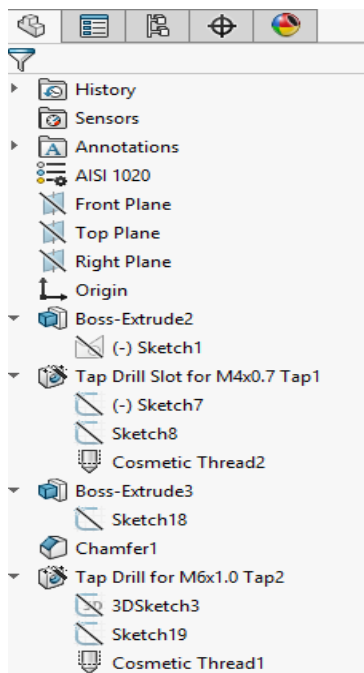 History
Sensors
Annotations
AISI 1020
Front Plane
Top Plane
Right Plane
Origin
Boss-Extrude2
(-) Sketch1
Tap Drill Slot for M4x0.7 Tap1
(-) Sketch7
Sketch8
Cosmetic Thread2
Boss-Extrude3
Sketch18
Chamfer1
Tap Drill for M6x1.0 Tap2
3DSketch3
Sketch19
Cosmetic Thread1